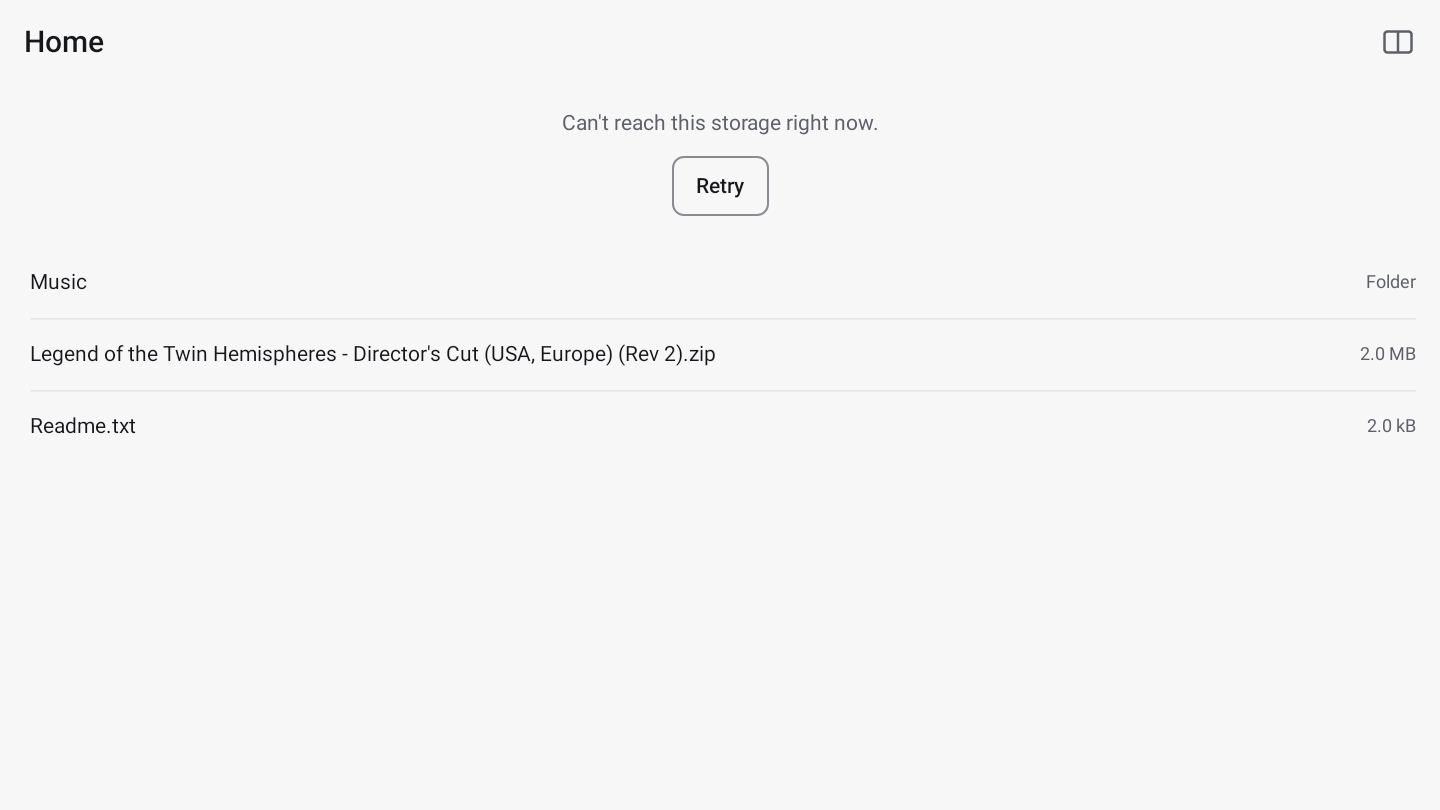 Home
Can't reach this storage right now.
Retry
Music Folder
Legend of the Twin Hemispheres - Director's Cut (USA, Europe) (Rev 2).zip 2.0 MB
Readme.txt 2.0 kB